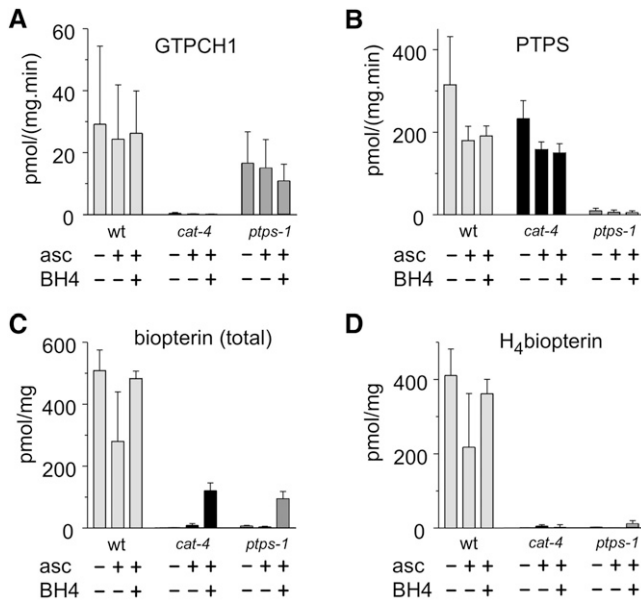 A
GTPCH1
pmol/(mg.min)
60
40
20
0
wt cat-4 ptps-1
asc − + + − + + − + +
BH4 − − + − − + − − +
B
PTPS
pmol/(mg.min)
400
200
0
wt cat-4 ptps-1
asc − + + − + + − + +
BH4 − − + − − + − − +
C
biopterin (total)
pmol/mg
600
400
200
0
wt cat-4 ptps-1
asc − + + − + + − + +
BH4 − − + − − + − − +
D
H₄biopterin
400
200
0
wt cat-4 ptps-1
asc − + + − + + − + +
BH4 − − + − − + − − +